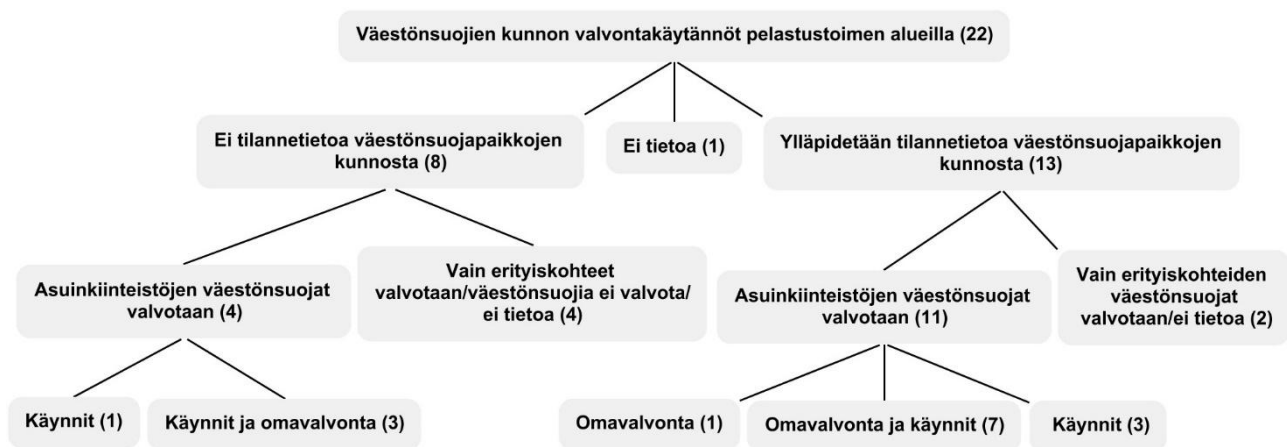 Väestönsuojien kunnon valvontakäytännöt pelastustoimen alueilla (22)
Ei tilannetietoa väestönsuojapaikkojen
kunnosta (8)
Ei tietoa (1)
Ylläpidetään tilannetietoa väestönsuojapaikkojen
kunnosta (13)
Asuinkiinteistöjen väestönsuojat
valvotaan (4)
Vain erityiskohteet
valvotaan/väestönsuojia ei valvota/
ei tietoa (4)
Asuinkiinteistöjen väestönsuojat
valvotaan (11)
Vain erityiskohteiden
väestönsuojat
valvotaan/ei tietoa (2)
Käynnit (1)
Käynnit ja omavalvonta (3)
Omavalvonta (1)
Omavalvonta ja käynnit (7)
Käynnit (3)